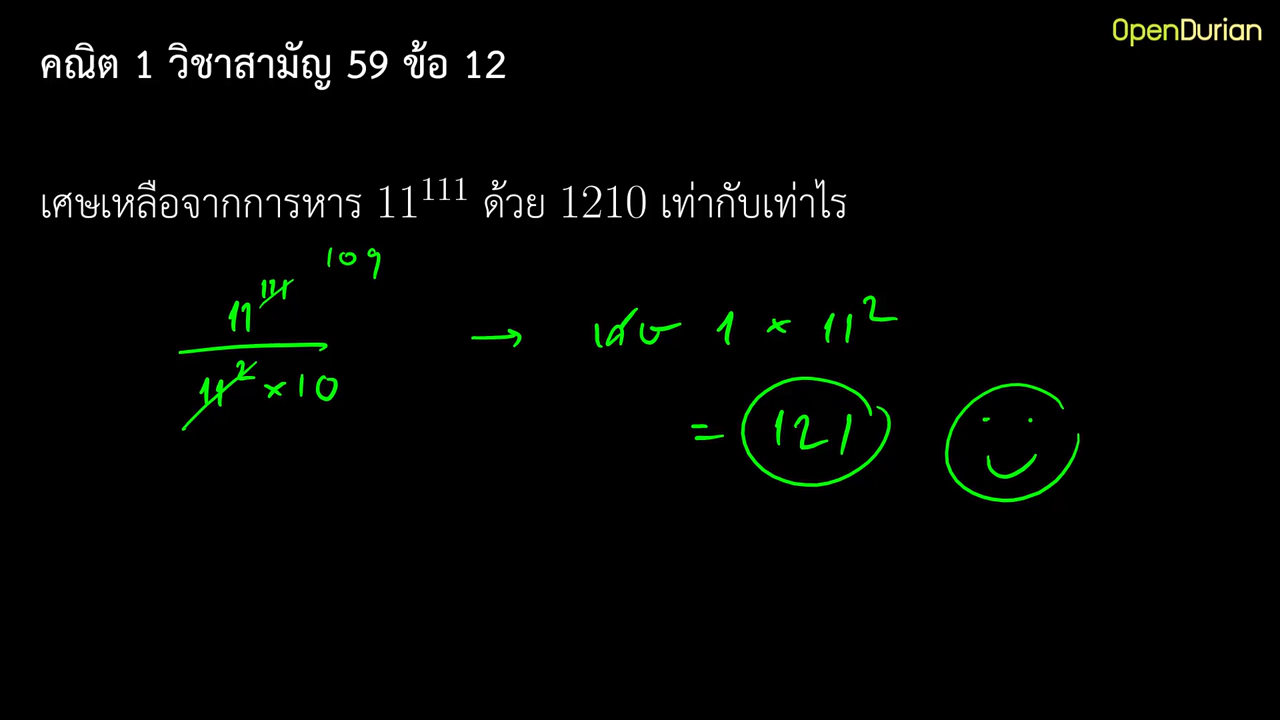 OpenDurian
คณิต 1 วิชาสามัญ 59 ข้อ 12
เศษเหลือจากการหาร 11^111 ด้วย 1210 เท่ากับเท่าไร
109
11^111
11^2 × 10
→ เศษ 1 × 11^2
= 121